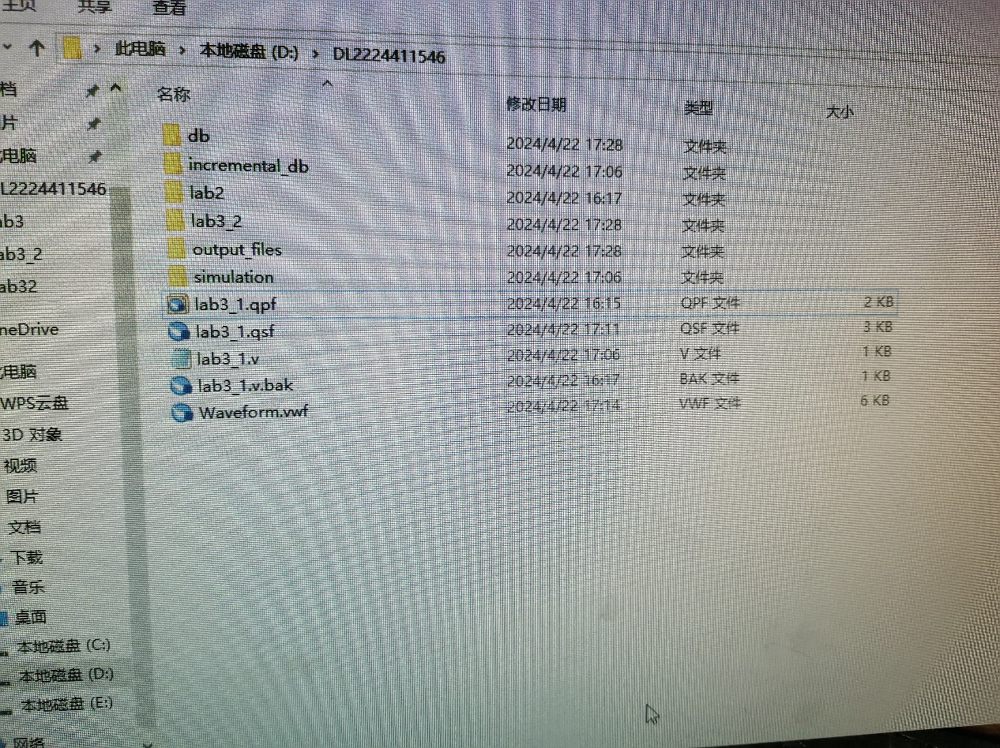 主页 共享 查看
此电脑 › 本地磁盘 (D:) › DL2224411546
名称 修改日期 类型 大小
db 2024/4/22 17:28 文件夹
incremental_db 2024/4/22 17:06 文件夹
lab2 2024/4/22 16:17 文件夹
lab3_2 2024/4/22 17:28 文件夹
output_files 2024/4/22 17:28 文件夹
simulation 2024/4/22 17:06 文件夹
lab3_1.qpf 2024/4/22 16:15 QPF 文件 2 KB
lab3_1.qsf 2024/4/22 17:11 QSF 文件 3 KB
lab3_1.v 2024/4/22 17:06 V 文件 1 KB
lab3_1.v.bak 2024/4/22 16:17 BAK 文件 1 KB
Waveform.vwf 2024/4/22 17:14 VWF 文件 6 KB
档
片
电脑
L2224411546
ab3
ab3_2
ab32
neDrive
电脑
WPS云盘
3D 对象
视频
图片
文档
下载
音乐
桌面
本地磁盘 (C:)
本地磁盘 (D:)
本地磁盘 (E:)
网络